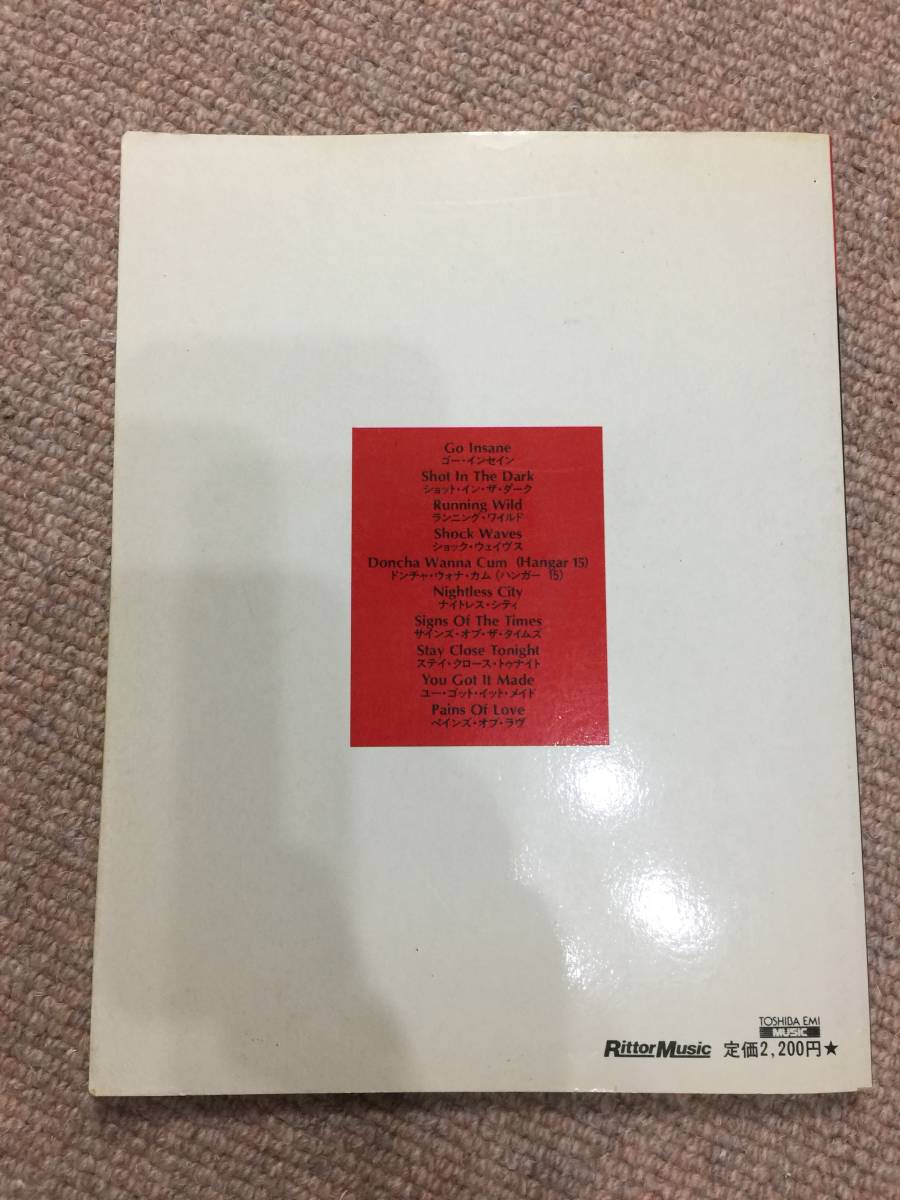 Go Insane
ゴー・インセイン
Shot In The Dark
ショット・イン・ザ・ダーク
Running Wild
ランニング・ワイルド
Shock Waves
ショック・ウェイヴス
Doncha Wanna Cum (Hangar 15)
ドンチャ・ウォナ・カム (ハンガー 15)
Nightless City
ナイトレス・シティ
Signs Of The Times
サインズ・オブ・ザ・タイムズ
Stay Close Tonight
ステイ・クロース・トゥナイト
You Got It Made
ユー・ゴット・イット・メイド
Pains Of Love
ペインズ・オブ・ラヴ
TOSHIBA EMI
MUSIC
RittorMusic 定価2,200円★